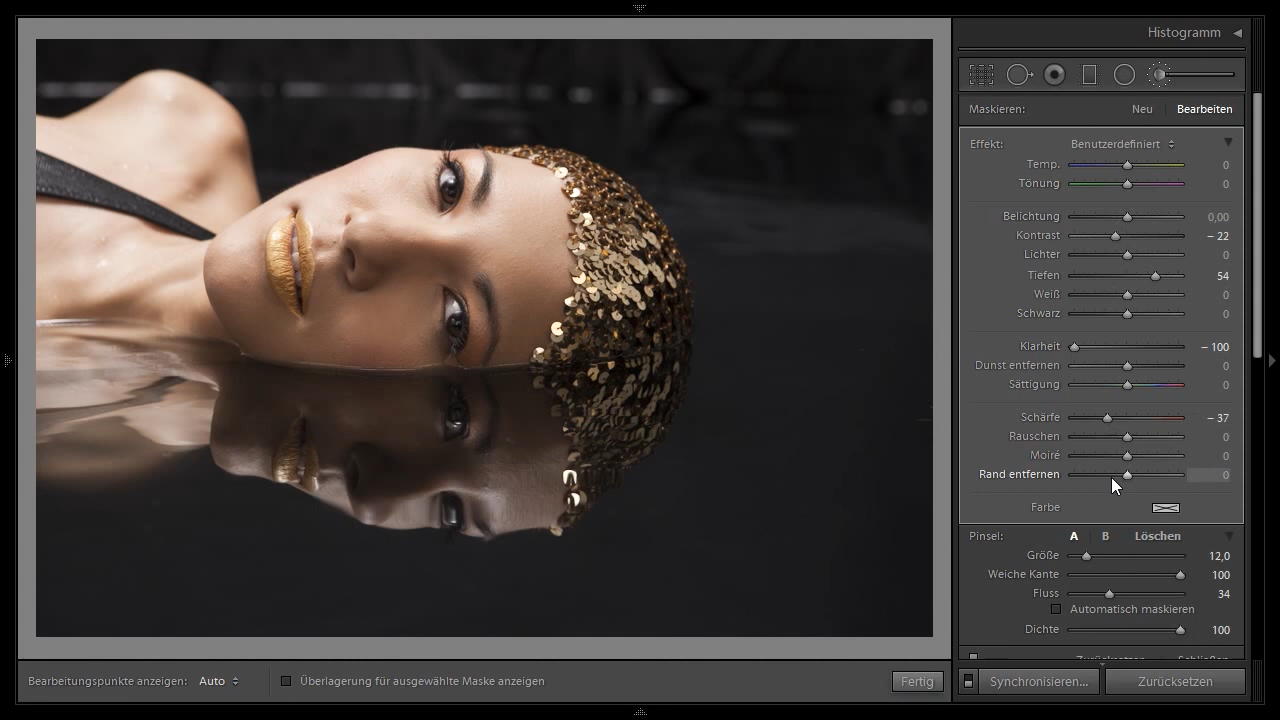 Histogramm
Maskieren: Neu Bearbeiten
Effekt: Benutzerdefiniert
Temp. 0
Tönung 0
Belichtung 0,00
Kontrast – 22
Lichter 0
Tiefen 54
Weiß 0
Schwarz 0
Klarheit – 100
Dunst entfernen 0
Sättigung 0
Schärfe – 37
Rauschen 0
Moiré 0
Rand entfernen 0
Farbe
Pinsel: A B Löschen
Größe 12,0
Weiche Kante 100
Fluss 34
Automatisch maskieren
Dichte 100
Zurücksetzen Schließen
Bearbeitungspunkte anzeigen: Auto Überlagerung für ausgewählte Maske anzeigen Fertig Synchronisieren... Zurücksetzen